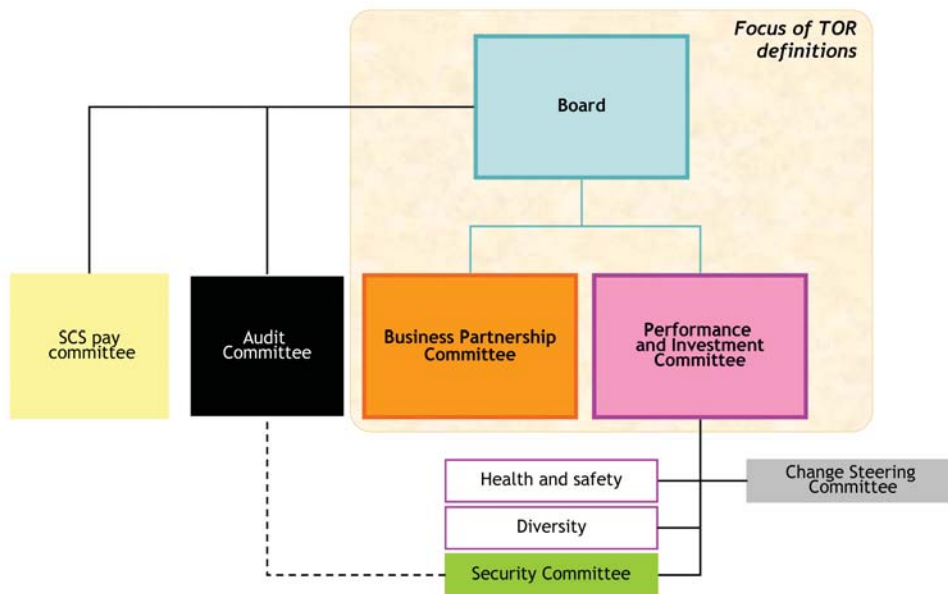 Focus of TOR
definitions
Board
SCS pay
committee
Audit
Committee
Business Partnership
Committee
Performance
and Investment
Committee
Health and safety
Change Steering
Committee
Diversity
Security Committee